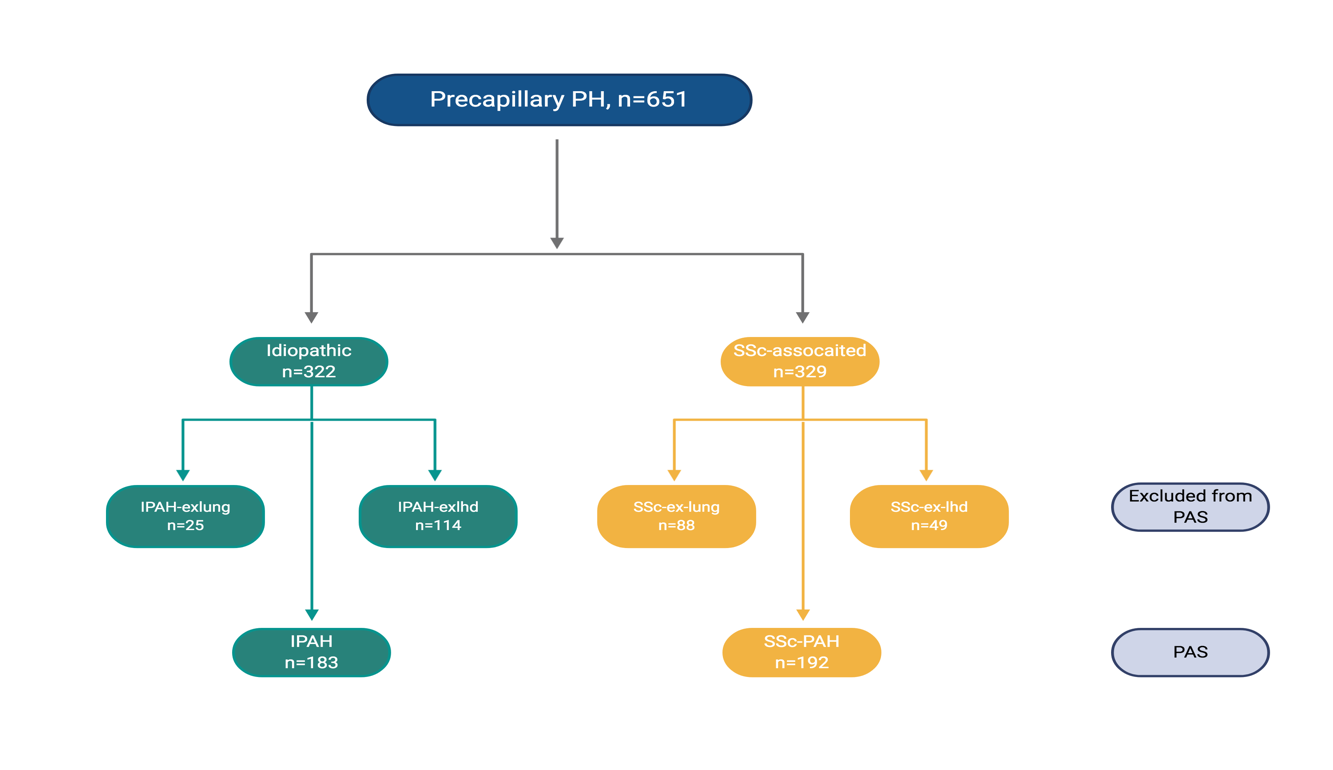 Precapillary PH, n=651
Idiopathic
n=322
SSc-assocaited
n=329
IPAH-exlung
n=25
IPAH-exlhd
n=114
SSc-ex-lung
n=88
SSc-ex-lhd
n=49
Excluded from
PAS
IPAH
n=183
SSc-PAH
n=192
PAS